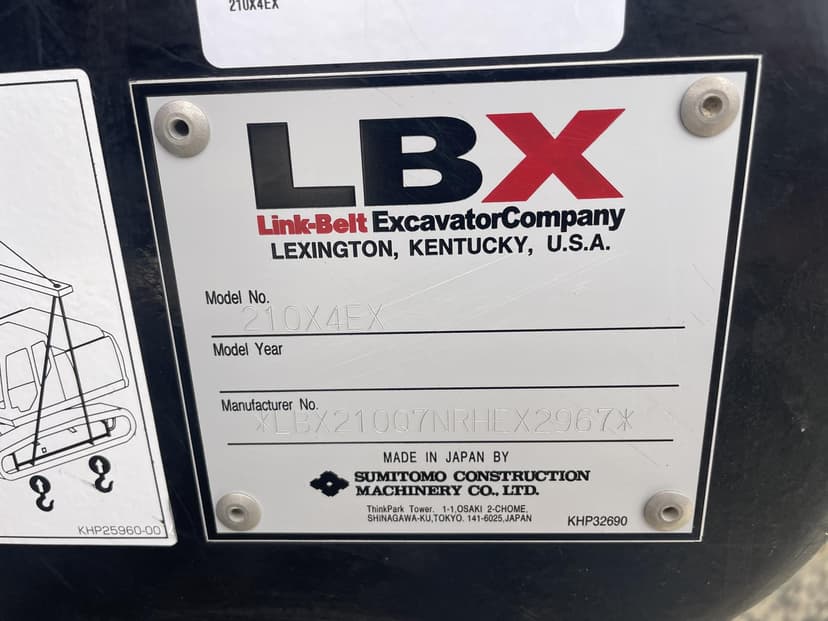 210X4EX
LBX
Link-Belt ExcavatorCompany
LEXINGTON, KENTUCKY, U.S.A.
Model No.
210X4EX
Model Year
Manufacturer No.
*LBX210Q7NRHEX2967*
MADE IN JAPAN BY
SUMITOMO CONSTRUCTION
MACHINERY CO., LTD.
ThinkPark Tower. 1-1,OSAKI 2-CHOME,
SHINAGAWA-KU,TOKYO. 141-6025,JAPAN
KHP32690
KHP25960-00